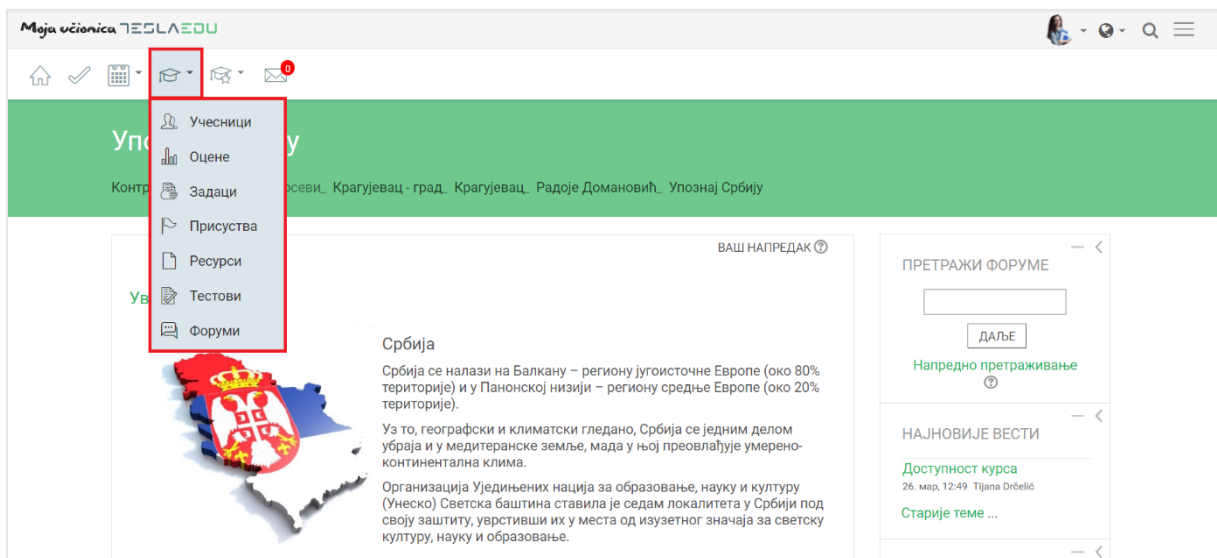 Moja učionica TESLAEDU
0
Учесници
Оцене
Задаци
Присуства
Ресурси
Тестови
Форуми
Крагујевац - град_ Крагујевац_ Радоје Домановић_ Упознај Србију
ВАШ НАПРЕДАК
Србија
Србија се налази на Балкану – региону југоисточне Европе (око 80%
територије) и у Панонској низији – региону средње Европе (око 20%
територије).
Уз то, географски и климатски гледано, Србија се једним делом
убраја и у медитеранске земље, мада у њој преовлађује умерено-
континентална клима.
Организација Уједињених нација за образовање, науку и културу
(Унеско) Светска баштина ставила је седам локалитета у Србији под
своју заштиту, уврстивши их у места од изузетног значаја за светску
културу, науку и образовање.
ПРЕТРАЖИ ФОРУМЕ
ДАЉЕ
Напредно претраживање
НАЈНОВИЈЕ ВЕСТИ
Доступност курса
26. мар, 12:49 Tijana Drčelić
Старије теме ...